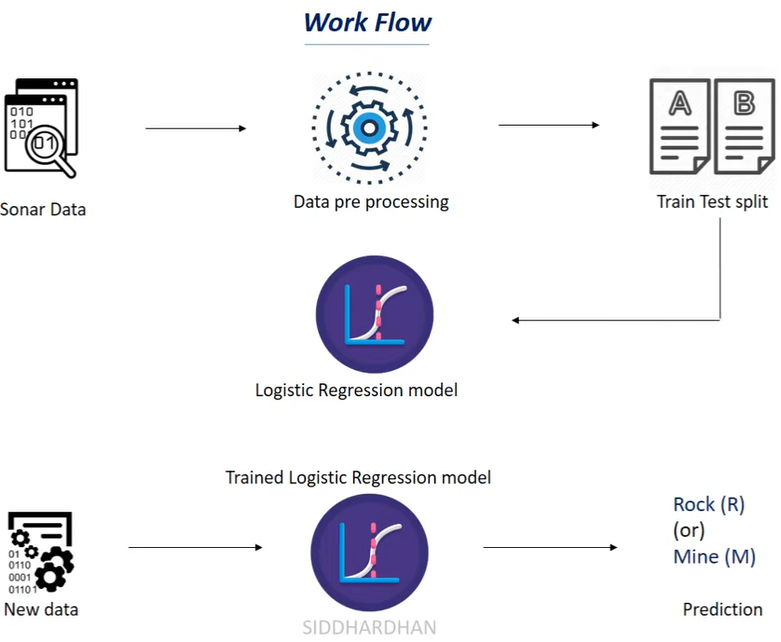 Work Flow
010
101
00
01
A
B
Sonar Data
Data pre processing
Train Test split
Logistic Regression model
Trained Logistic Regression model
Rock (R)
(or)
Mine (M)
01
0110
0001
01101
New data
Prediction
SIDDHARDHAN